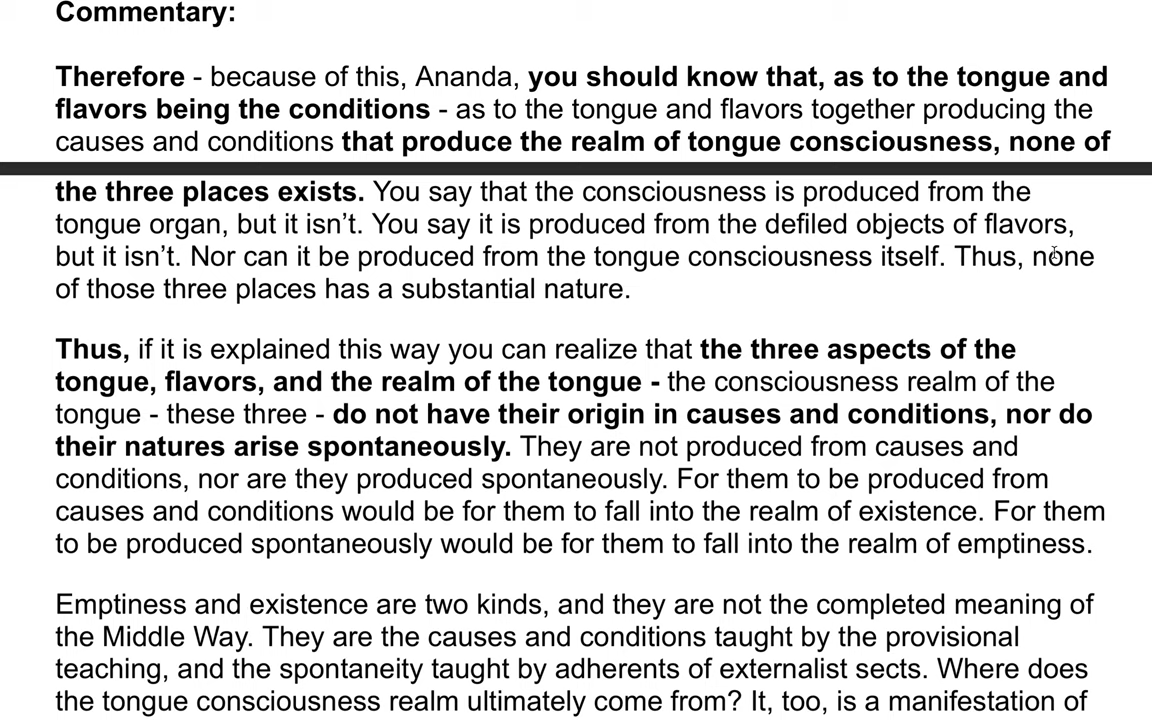 Commentary:
Therefore - because of this, Ananda, you should know that, as to the tongue and
flavors being the conditions - as to the tongue and flavors together producing the
causes and conditions that produce the realm of tongue consciousness, none of
the three places exists. You say that the consciousness is produced from the
tongue organ, but it isn’t. You say it is produced from the defiled objects of flavors,
but it isn’t. Nor can it be produced from the tongue consciousness itself. Thus, none
of those three places has a substantial nature.
Thus, if it is explained this way you can realize that the three aspects of the
tongue, flavors, and the realm of the tongue - the consciousness realm of the
tongue - these three - do not have their origin in causes and conditions, nor do
their natures arise spontaneously. They are not produced from causes and
conditions, nor are they produced spontaneously. For them to be produced from
causes and conditions would be for them to fall into the realm of existence. For them
to be produced spontaneously would be for them to fall into the realm of emptiness.
Emptiness and existence are two kinds, and they are not the completed meaning of
the Middle Way. They are the causes and conditions taught by the provisional
teaching, and the spontaneity taught by adherents of externalist sects. Where does
the tongue consciousness realm ultimately come from? It, too, is a manifestation of